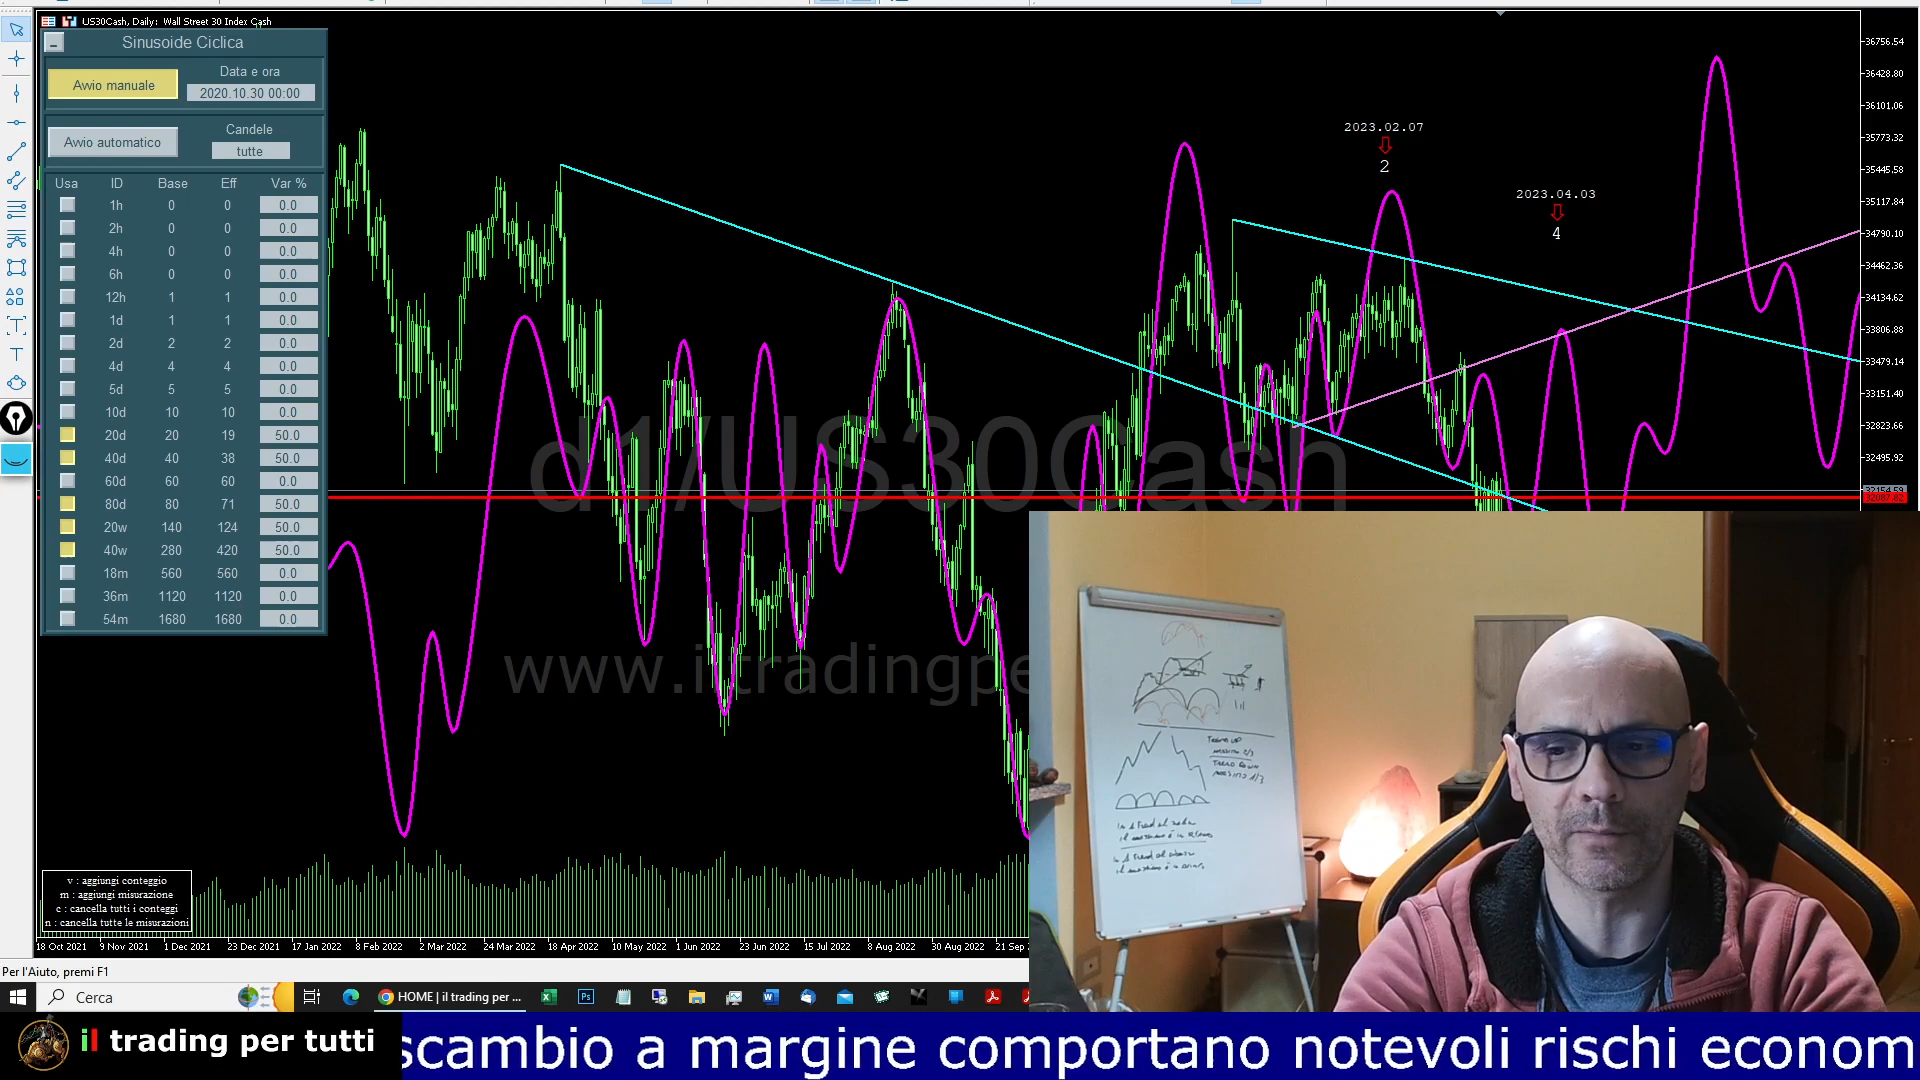 US30Cash, Daily: Wall Street 30 Index Cash
Sinusoide Ciclica
Avvio manuale
Data e ora
2020.10.30 00:00
Avvio automatico
Candele
tutte
Usa ID Base Eff Var %
1h 0 0 0.0
2h 0 0 0.0
4h 0 0 0.0
6h 0 0 0.0
12h 1 1 0.0
1d 1 1 0.0
2d 2 2 0.0
4d 4 4 0.0
5d 5 5 0.0
10d 10 10 0.0
20d 20 19 50.0
40d 40 38 50.0
60d 60 60 0.0
80d 80 71 50.0
20w 140 124 50.0
40w 280 420 50.0
18m 560 560 0.0
36m 1120 1120 0.0
54m 1680 1680 0.0
2023.02.07
2
2023.04.03
4
36756.54
36428.80
36101.06
35773.32
35445.58
35117.84
34790.10
34462.36
34134.62
33806.88
33479.14
33151.40
32823.66
32495.92
32154.59
32087.82
d1/US30Cash
www.iltradingpe
v : aggiungi conteggio
m : aggiungi misurazione
c : cancella tutti i conteggi
n : cancella tutte le misurazioni
18 Oct 2021 9 Nov 2021 1 Dec 2021 23 Dec 2021 17 Jan 2022 8 Feb 2022 2 Mar 2022 24 Mar 2022 18 Apr 2022 10 May 2022 1 Jun 2022 23 Jun 2022 15 Jul 2022 8 Aug 2022 30 Aug 2022 21 Sep
TREND UP
TREND DOWN
Per l'Aiuto, premi F1
Cerca
HOME | il trading per ...
il trading per tutti
scambio a margine comportano notevoli rischi econom